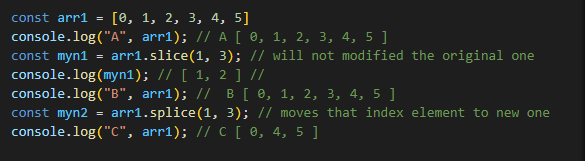 const arr1 = [0, 1, 2, 3, 4, 5]
console.log("A", arr1); // A [ 0, 1, 2, 3, 4, 5 ]
const myn1 = arr1.slice(1, 3); // will not modified the original one
console.log(myn1); // [ 1, 2 ] //
console.log("B", arr1); //  B [ 0, 1, 2, 3, 4, 5 ]
const myn2 = arr1.splice(1, 3); // moves that index element to new one
console.log("C", arr1); // C [ 0, 4, 5 ]